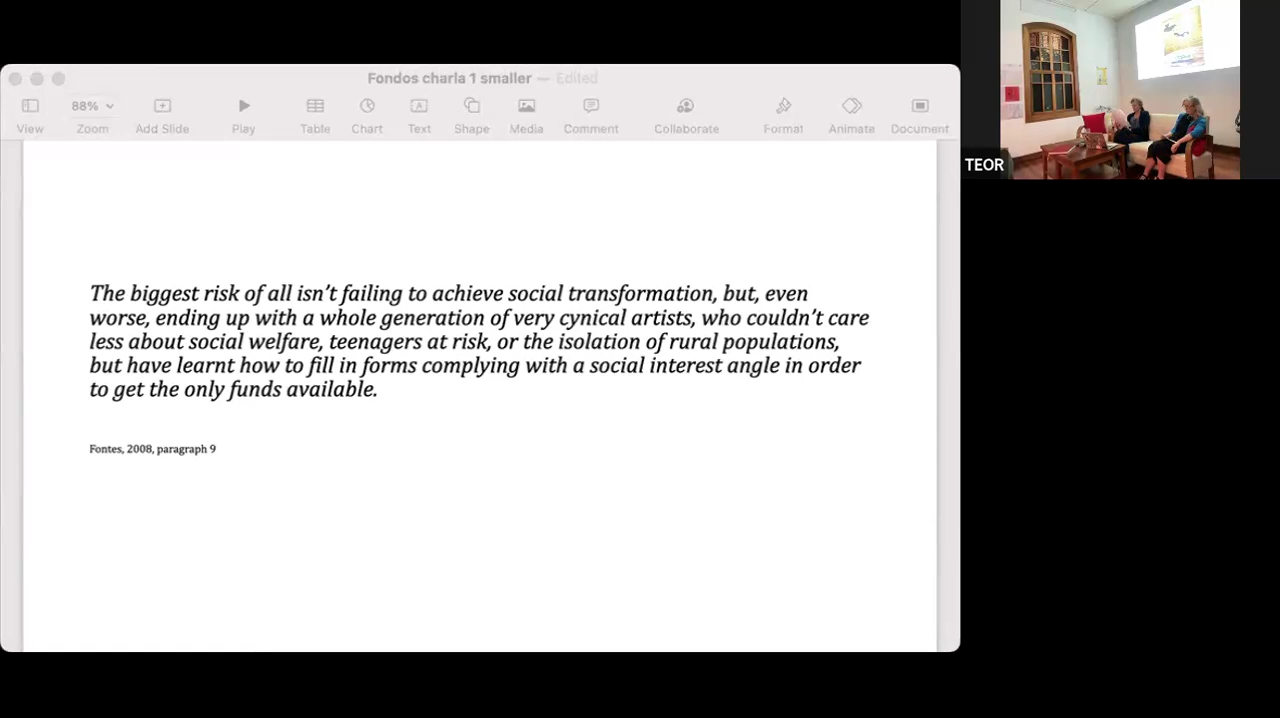 Fondos charla 1 smaller — Edited
88%
View
Zoom
Add Slide
Play
Table
Chart
Text
Shape
Media
Comment
Collaborate
Format
Animate
Document
The biggest risk of all isn't failing to achieve social transformation, but, even
worse, ending up with a whole generation of very cynical artists, who couldn't care
less about social welfare, teenagers at risk, or the isolation of rural populations,
but have learnt how to fill in forms complying with a social interest angle in order
to get the only funds available.
Fontes, 2008, paragraph 9
TEOR